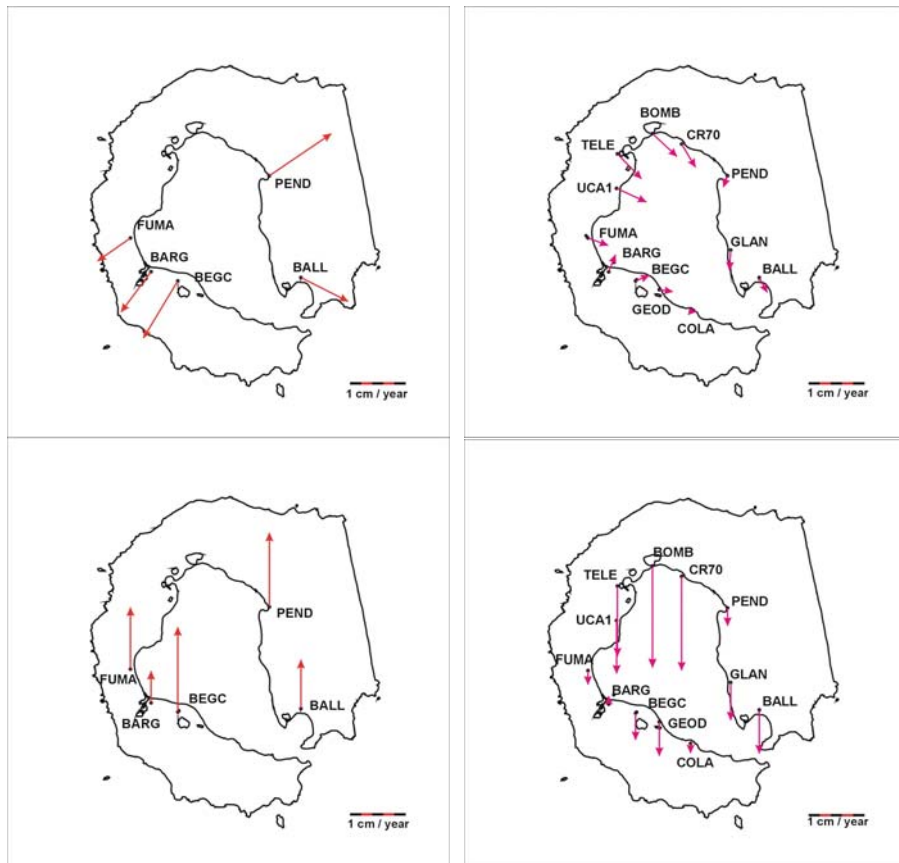 PEND
FUMA
BARG
BEGC
BALL
1 cm / year
BOMB
CR70
TELE
PEND
UCA1
FUMA
GLAN
BARG
BEGC
BALL
GEOD
COLA
1 cm / year
PEND
FUMA
BEGC
BALL
BARG
1 cm / year
BOMB
CR70
TELE
PEND
UCA1
FUMA
GLAN
BARG
BEGC
BALL
GEOD
COLA
1 cm / year